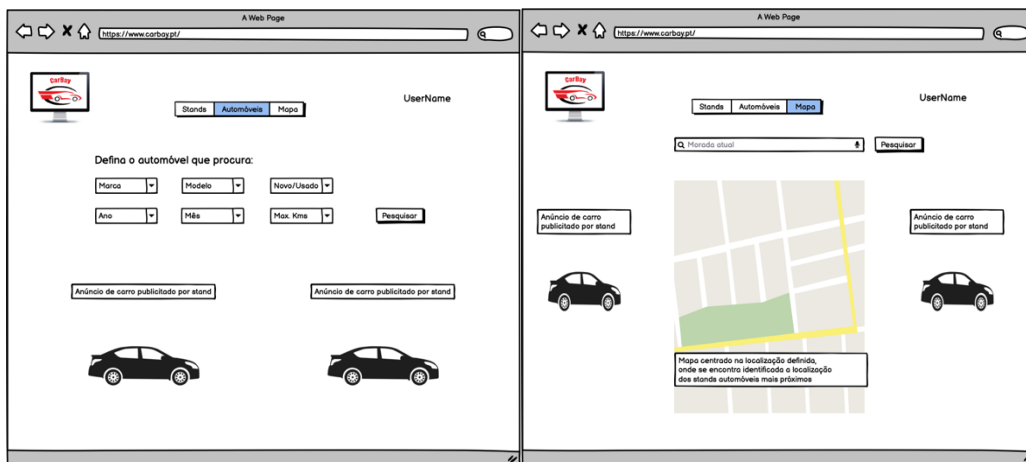 A Web Page
https://www.carbay.pt/
CarBay
Stands
Automóveis
Mapa
UserName
Defina o automóvel que procura:
Marca
Modelo
Novo/Usado
Ano
Mês
Max. Kms
Pesquisar
Anúncio de carro publicitado por stand
Anúncio de carro publicitado por stand
A Web Page
https://www.carbay.pt/
CarBay
Stands
Automóveis
Mapa
UserName
Morada atual
Pesquisar
Anúncio de carro
publicitado por stand
Anúncio de carro
publicitado por stand
Mapa centrado na localização definida,
onde se encontra identificada a localização
dos stands automóveis mais próximos